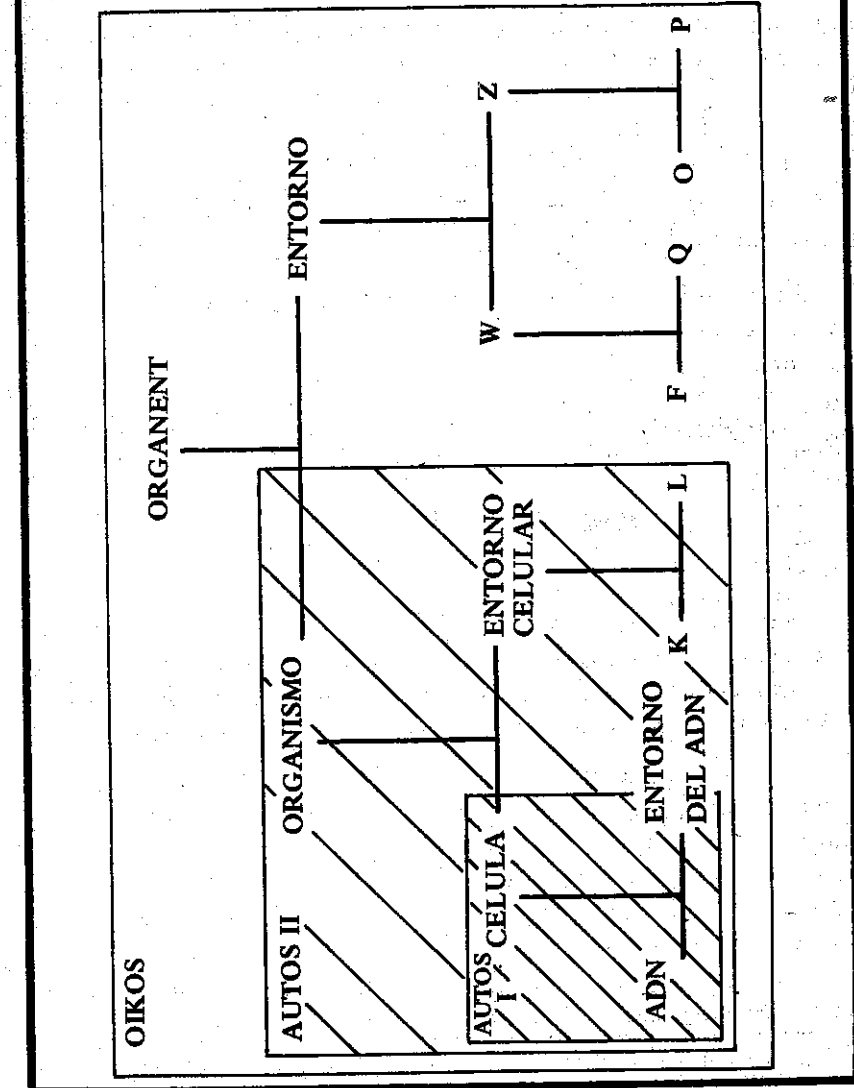 OIKOS
ORGANENT
AUTOS II
ORGANISMO
ENTORNO
AUTOS
I
CELULA
ENTORNO
CELULAR
W
Z
ADN
ENTORNO
DEL ADN
K
L
F
Q
O
P